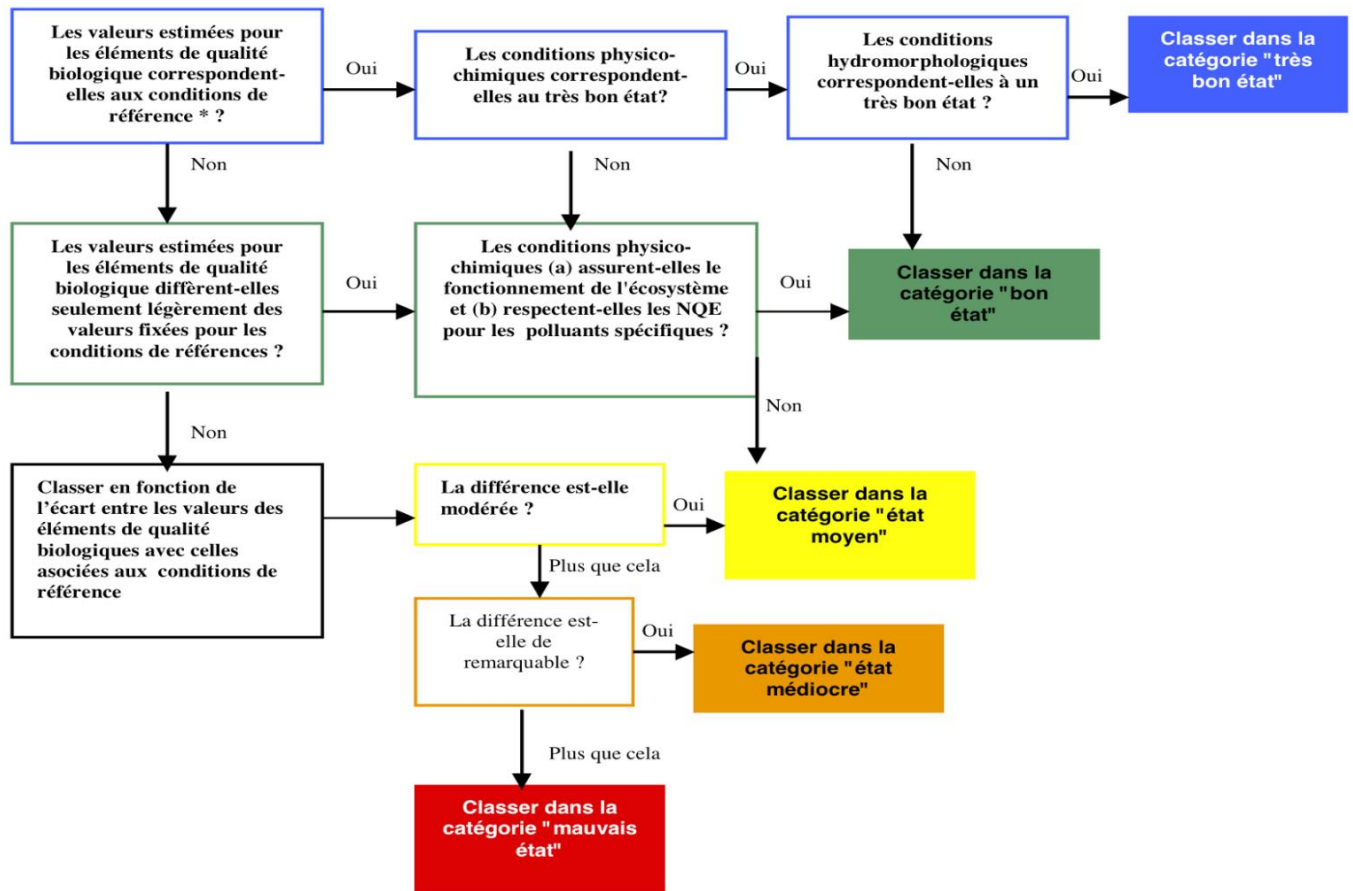 Les valeurs estimées pour
les éléments de qualité
biologique correspondent-
elles aux conditions de
référence * ?
Oui
Les conditions physico-
chimiques correspondent-
elles au très bon état?
Oui
Les conditions
hydromorphologiques
correspondent-elles à un
très bon état ?
Oui
Classer dans la
catégorie "très
bon état"
Non
Non
Non
Les valeurs estimées pour
les éléments de qualité
biologique diffèrent-elles
seulement légèrement des
valeurs fixées pour les
conditions de références ?
Oui
Les conditions physico-
chimiques (a) assurent-elles le
fonctionnement de l'écosystème
et (b) respectent-elles les NQE
pour les polluants spécifiques ?
Oui
Classer dans la
catégorie "bon
état"
Non
Non
Classer en fonction de
l'écart entre les valeurs des
éléments de qualité
biologiques avec celles
asociées aux conditions de
référence
La différence est-elle
modérée ?
Oui
Classer dans la
catégorie "état
moyen"
Plus que cela
La différence est-
elle de
remarquable ?
Oui
Classer dans la
catégorie "état
médiocre"
Plus que cela
Classer dans la
catégorie "mauvais
état"